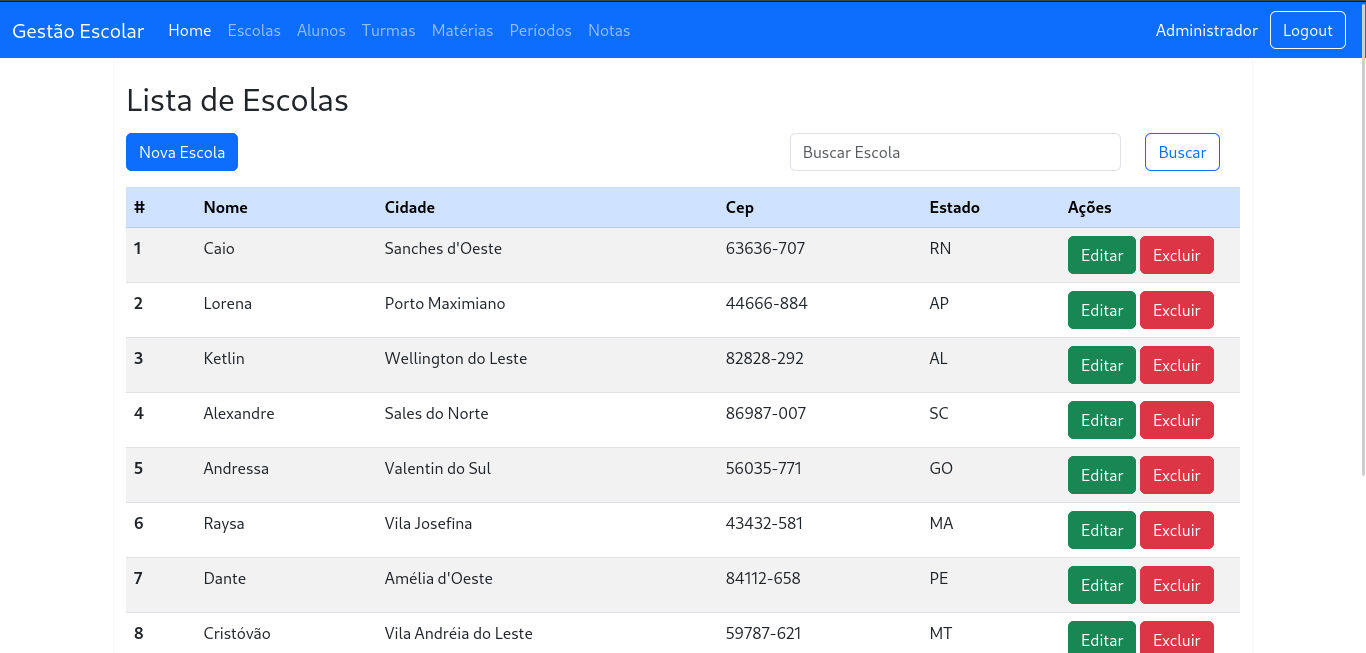 Gestão Escolar Home Escolas Alunos Turmas Matérias Períodos Notas Administrador Logout
Lista de Escolas
Nova Escola Buscar Escola Buscar
# Nome Cidade Cep Estado Ações
1 Caio Sanches d'Oeste 63636-707 RN Editar Excluir
2 Lorena Porto Maximiano 44666-884 AP Editar Excluir
3 Ketlin Wellington do Leste 82828-292 AL Editar Excluir
4 Alexandre Sales do Norte 86987-007 SC Editar Excluir
5 Andressa Valentin do Sul 56035-771 GO Editar Excluir
6 Raysa Vila Josefina 43432-581 MA Editar Excluir
7 Dante Amélia d'Oeste 84112-658 PE Editar Excluir
8 Cristóvão Vila Andréia do Leste 59787-621 MT Editar Excluir